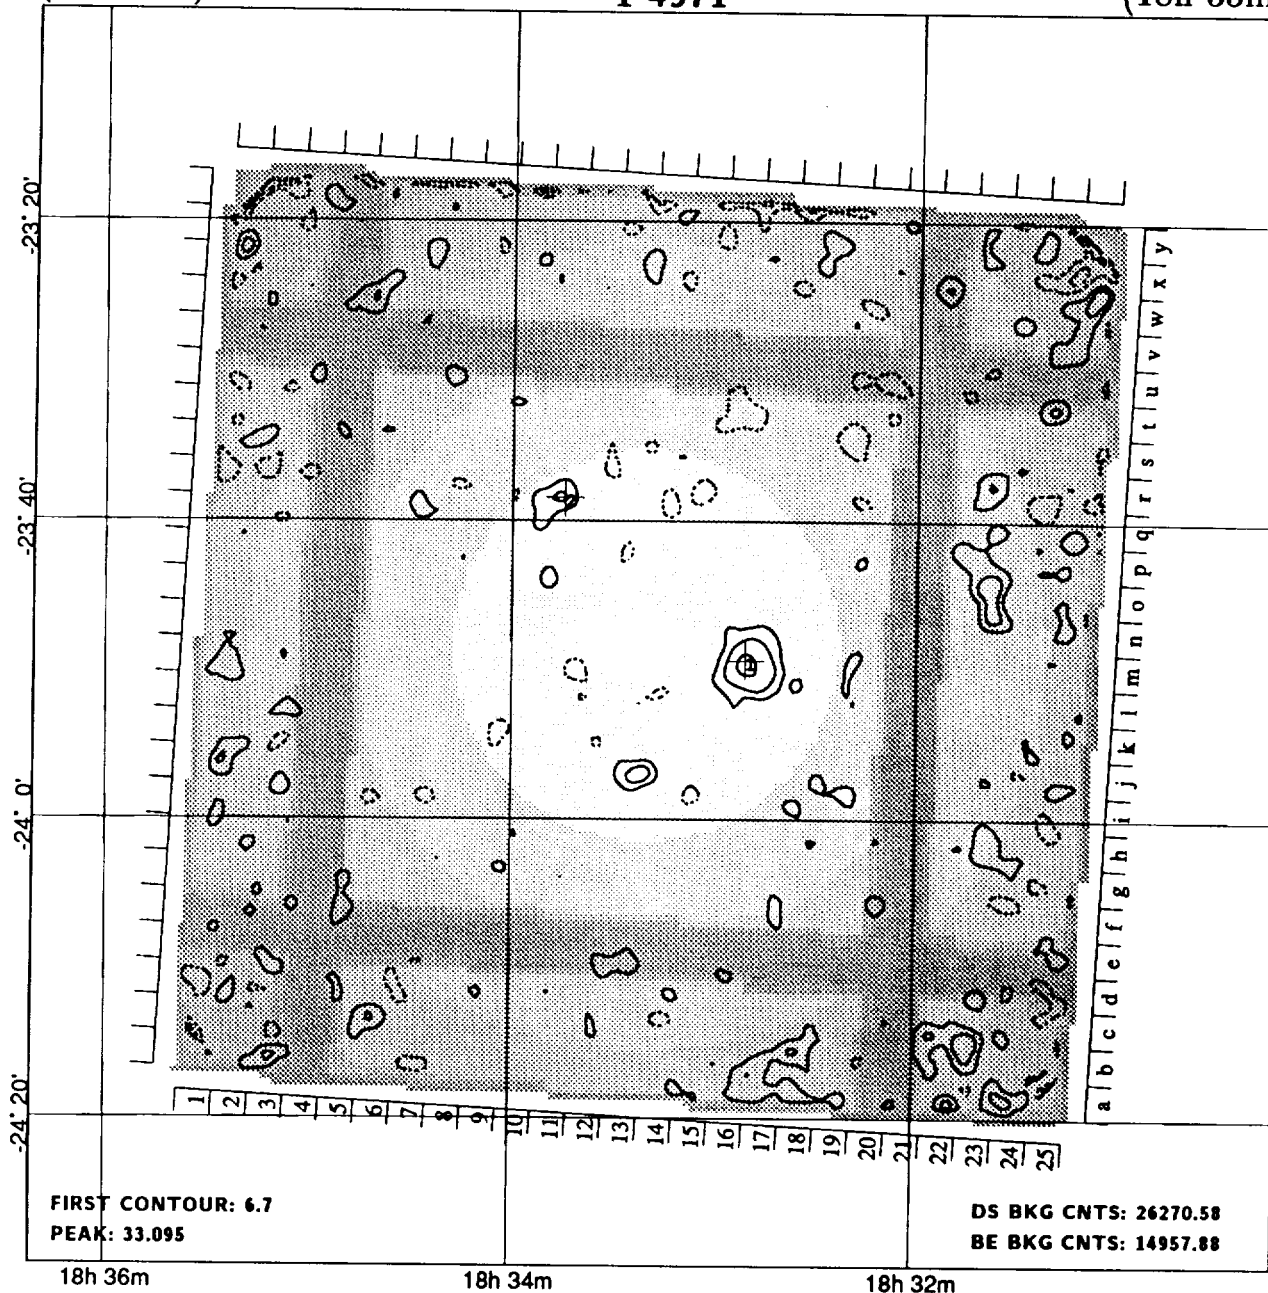 -23° 20'
y
x
w
v
u
t
s
-23° 40'
r
q
p
o
n
m
l
k
j
-24° 0'
i
h
g
f
e
d
c
b
a
-24° 20'
1 2 3 4 5 6 7 8 9 10 11 12 13 14 15 16 17 18 19 20 21 22 23 24 25
FIRST CONTOUR: 6.7
DS BKG CNTS: 26270.58
PEAK: 33.095
BE BKG CNTS: 14957.88
18h 36m 18h 34m 18h 32m